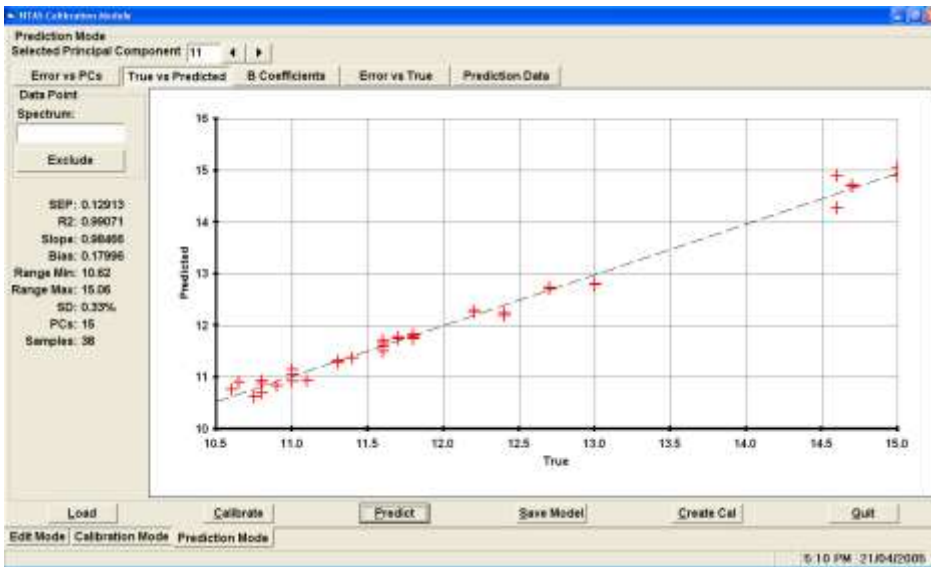 NTAS Calibration Module
Prediction Mode
Selected Principal Component 11
Error vs PCs True vs Predicted B Coefficients Error vs True Prediction Data
Data Point
Spectrum:
Exclude
SEP: 0.12913
R2: 0.99071
Slope: 0.98466
Bias: 0.17996
Range Min: 10.62
Range Max: 15.06
SD: 0.33%
PCs: 15
Samples: 38
16
15
14
13
12
11
10
Predicted
10.5 11.0 11.5 12.0 12.5 13.0 13.5 14.0 14.5 15.0
True
Load Calibrate Predict Save Model Create Cal Quit
Edit Mode Calibration Mode Prediction Mode
5:10 PM 21/04/2005